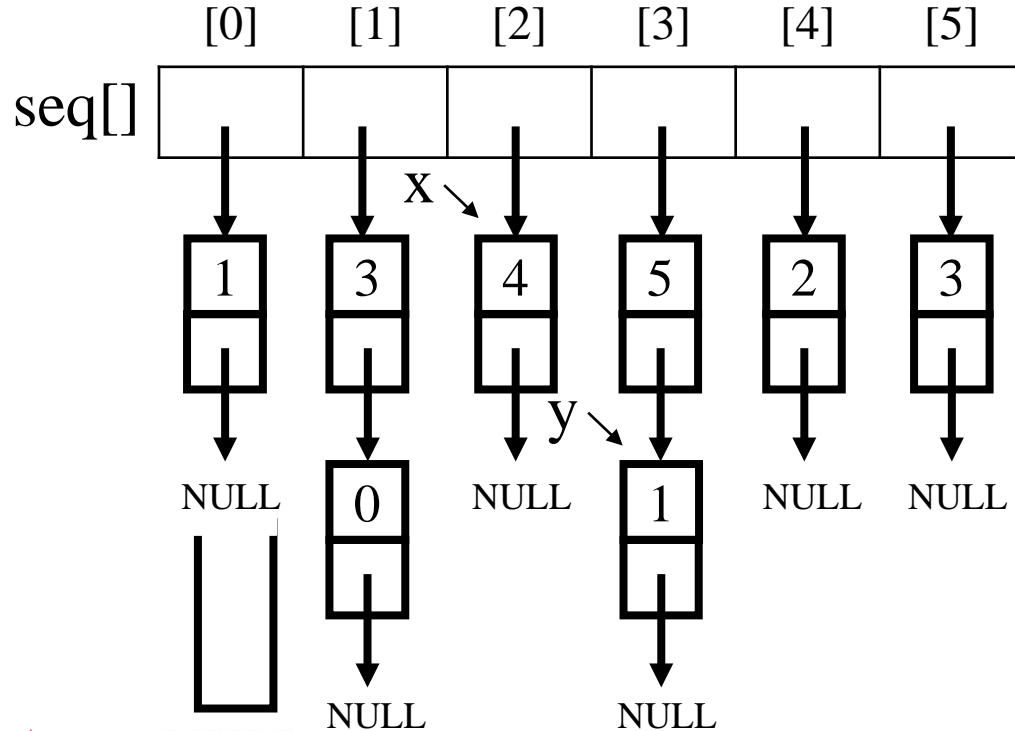 [0] [1] [2] [3] [4] [5]
seq[]
x
1 3 4 5 2 3
y
NULL NULL NULL NULL
0 1
NULL NULL